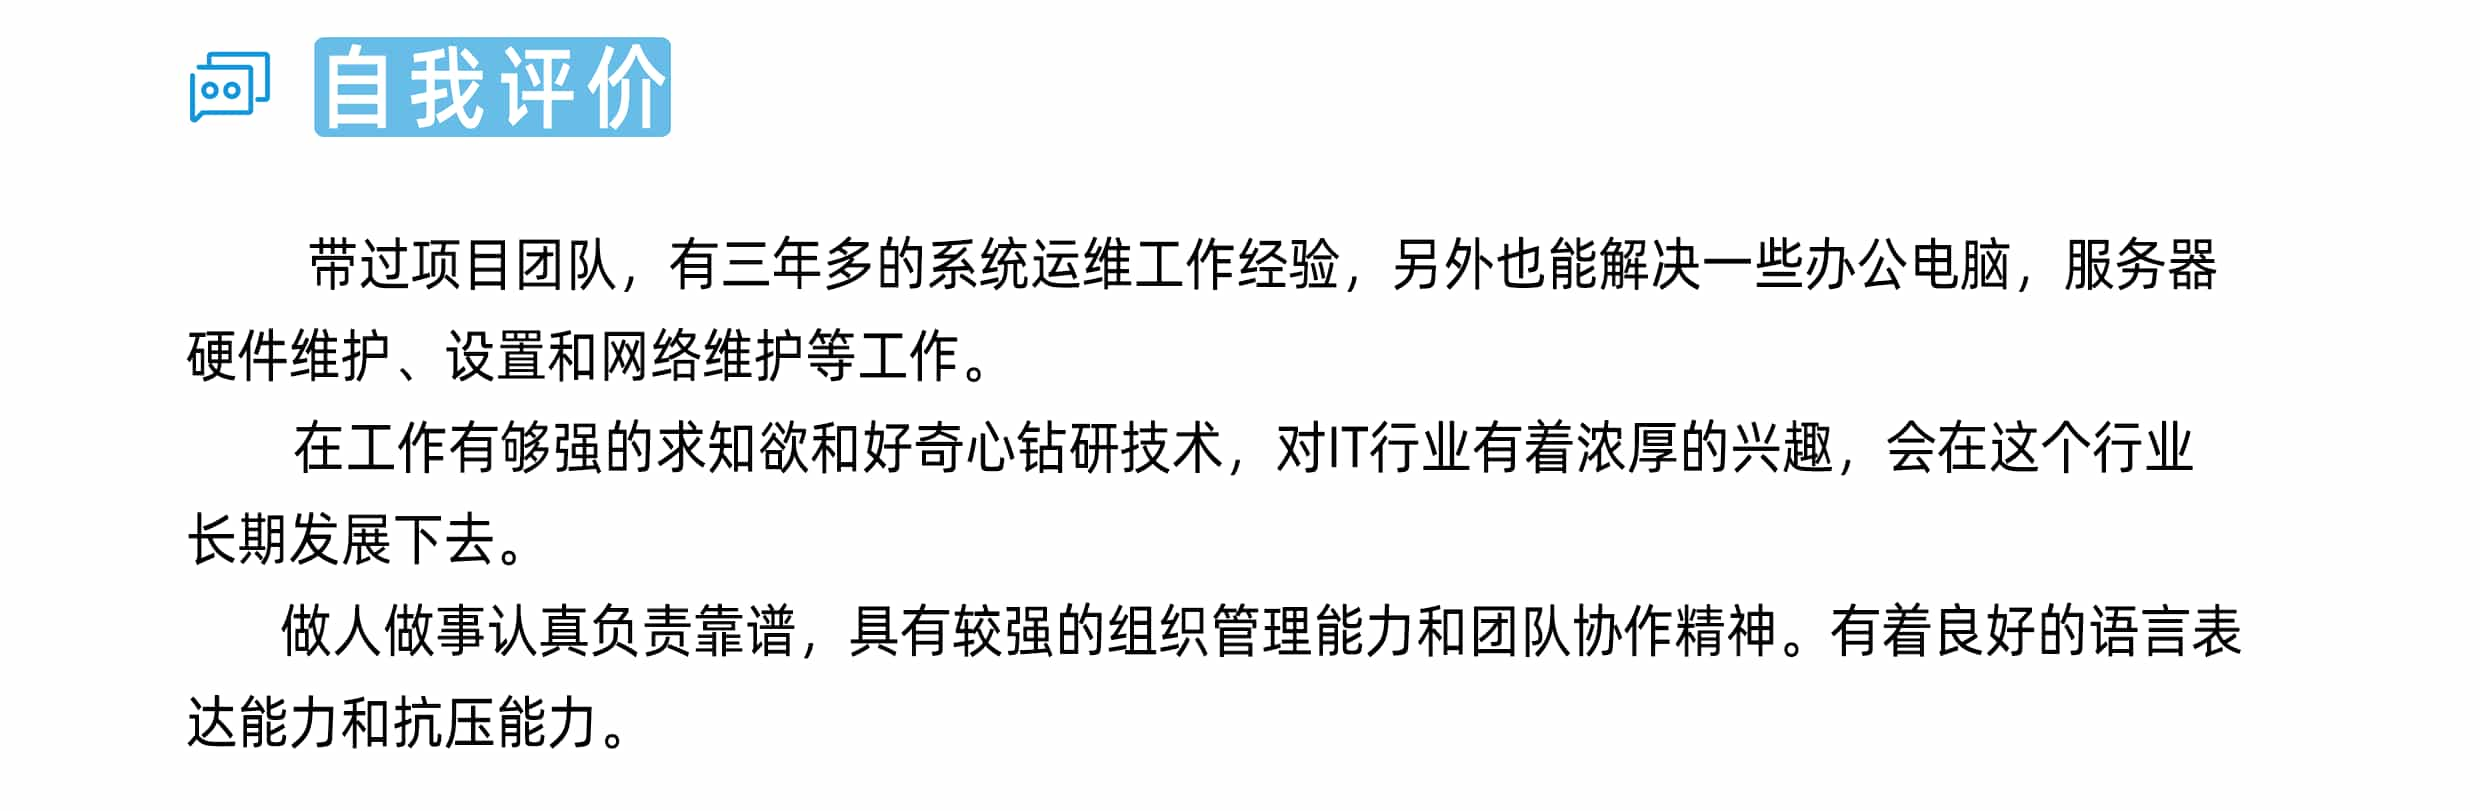 自我评价
带过项目团队，有三年多的系统运维工作经验，另外也能解决一些办公电脑，服务器
硬件维护、设置和网络维护等工作。
在工作有够强的求知欲和好奇心钻研技术，对IT行业有着浓厚的兴趣，会在这个行业
长期发展下去。
做人做事认真负责靠谱，具有较强的组织管理能力和团队协作精神。有着良好的语言表
达能力和抗压能力。